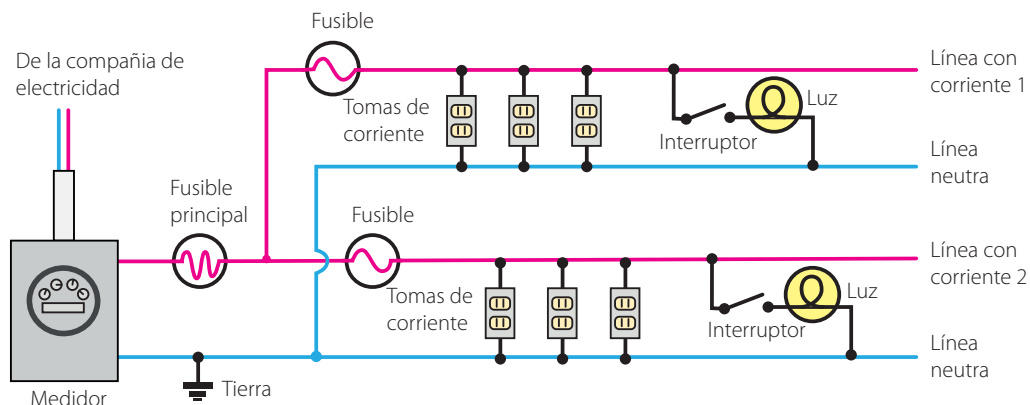 Fusible
De la compañia de
electricidad
Línea con
corriente 1
Tomas de
corriente
Luz
Interruptor
Línea
neutra
Fusible
principal
Fusible
Línea con
corriente 2
Tomas de
corriente
Luz
Interruptor
Línea
neutra
Tierra
Medidor